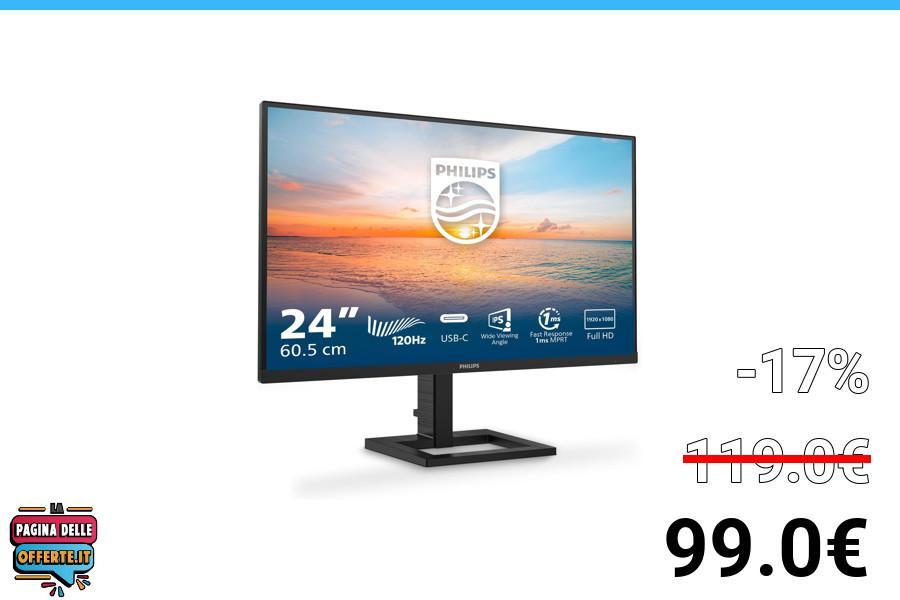 PHILIPS
24”
60.5 cm
120Hz
USB-C
IPS
Wide Viewing
Angle
1ms
Fast Response
1ms MPRT
1920 x 1080
Full HD
PHILIPS
-17%
119.0€
99.0€
LA
PAGINA DELLE
OFFERTE.IT